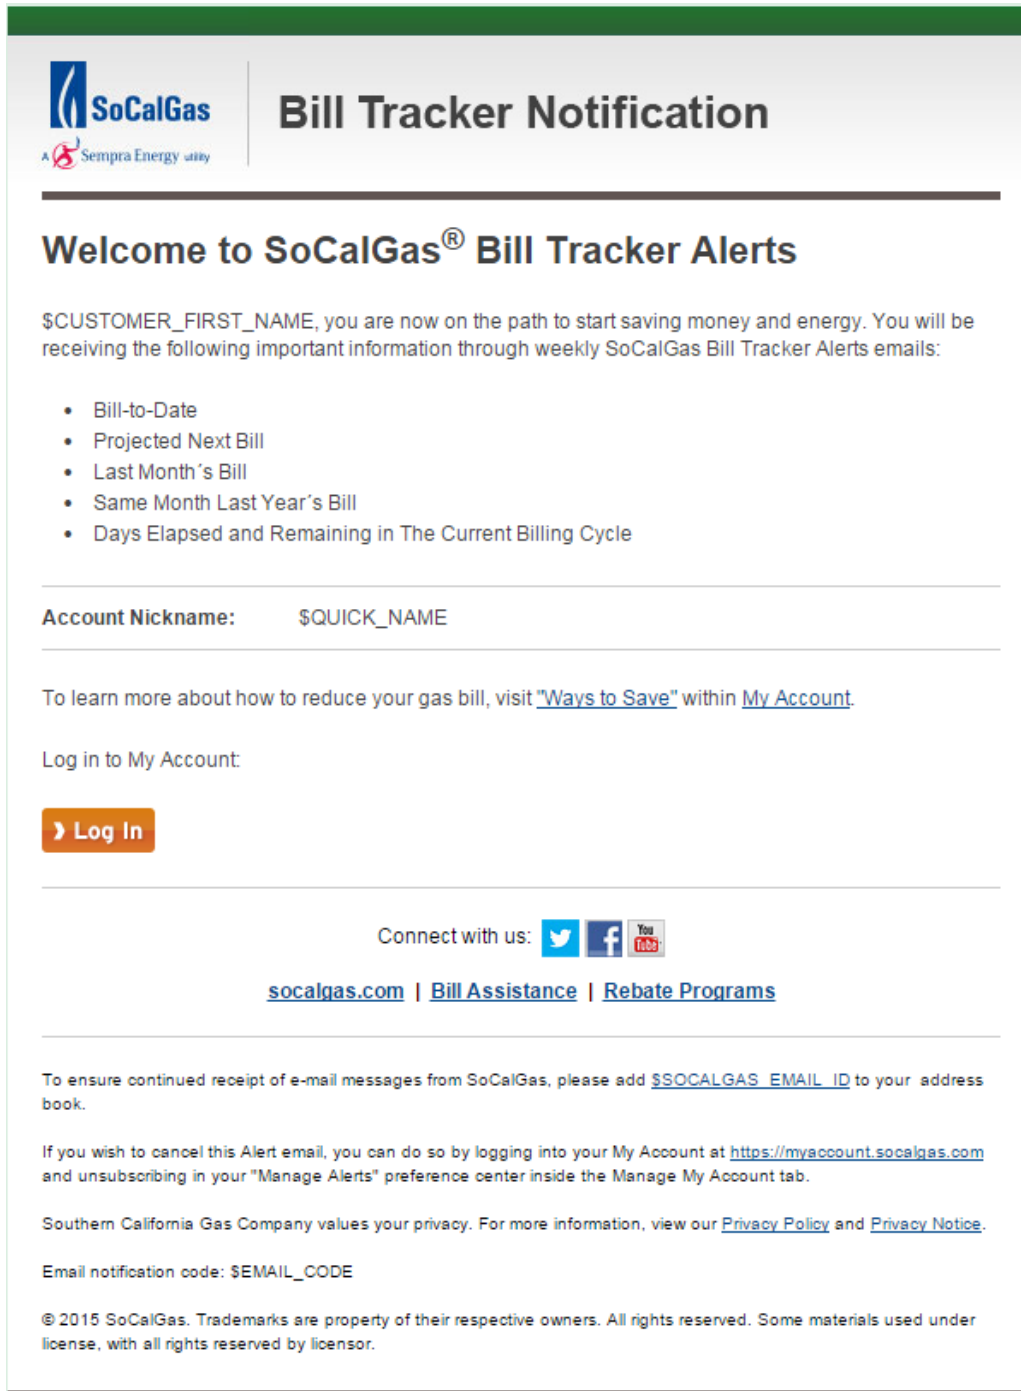 SoCalGas
A Sempra Energy utility
Bill Tracker Notification
Welcome to SoCalGas® Bill Tracker Alerts
$CUSTOMER_FIRST_NAME, you are now on the path to start saving money and energy. You will be
receiving the following important information through weekly SoCalGas Bill Tracker Alerts emails:
• Bill-to-Date
• Projected Next Bill
• Last Month´s Bill
• Same Month Last Year´s Bill
• Days Elapsed and Remaining in The Current Billing Cycle
Account Nickname: $QUICK_NAME
To learn more about how to reduce your gas bill, visit "Ways to Save" within My Account.
Log in to My Account:
Log In
Connect with us: You Tube
socalgas.com | Bill Assistance | Rebate Programs
To ensure continued receipt of e-mail messages from SoCalGas, please add $SOCALGAS_EMAIL_ID to your address
book.
If you wish to cancel this Alert email, you can do so by logging into your My Account at https://myaccount.socalgas.com
and unsubscribing in your "Manage Alerts" preference center inside the Manage My Account tab.
Southern California Gas Company values your privacy. For more information, view our Privacy Policy and Privacy Notice.
Email notification code: $EMAIL_CODE
© 2015 SoCalGas. Trademarks are property of their respective owners. All rights reserved. Some materials used under
license, with all rights reserved by licensor.